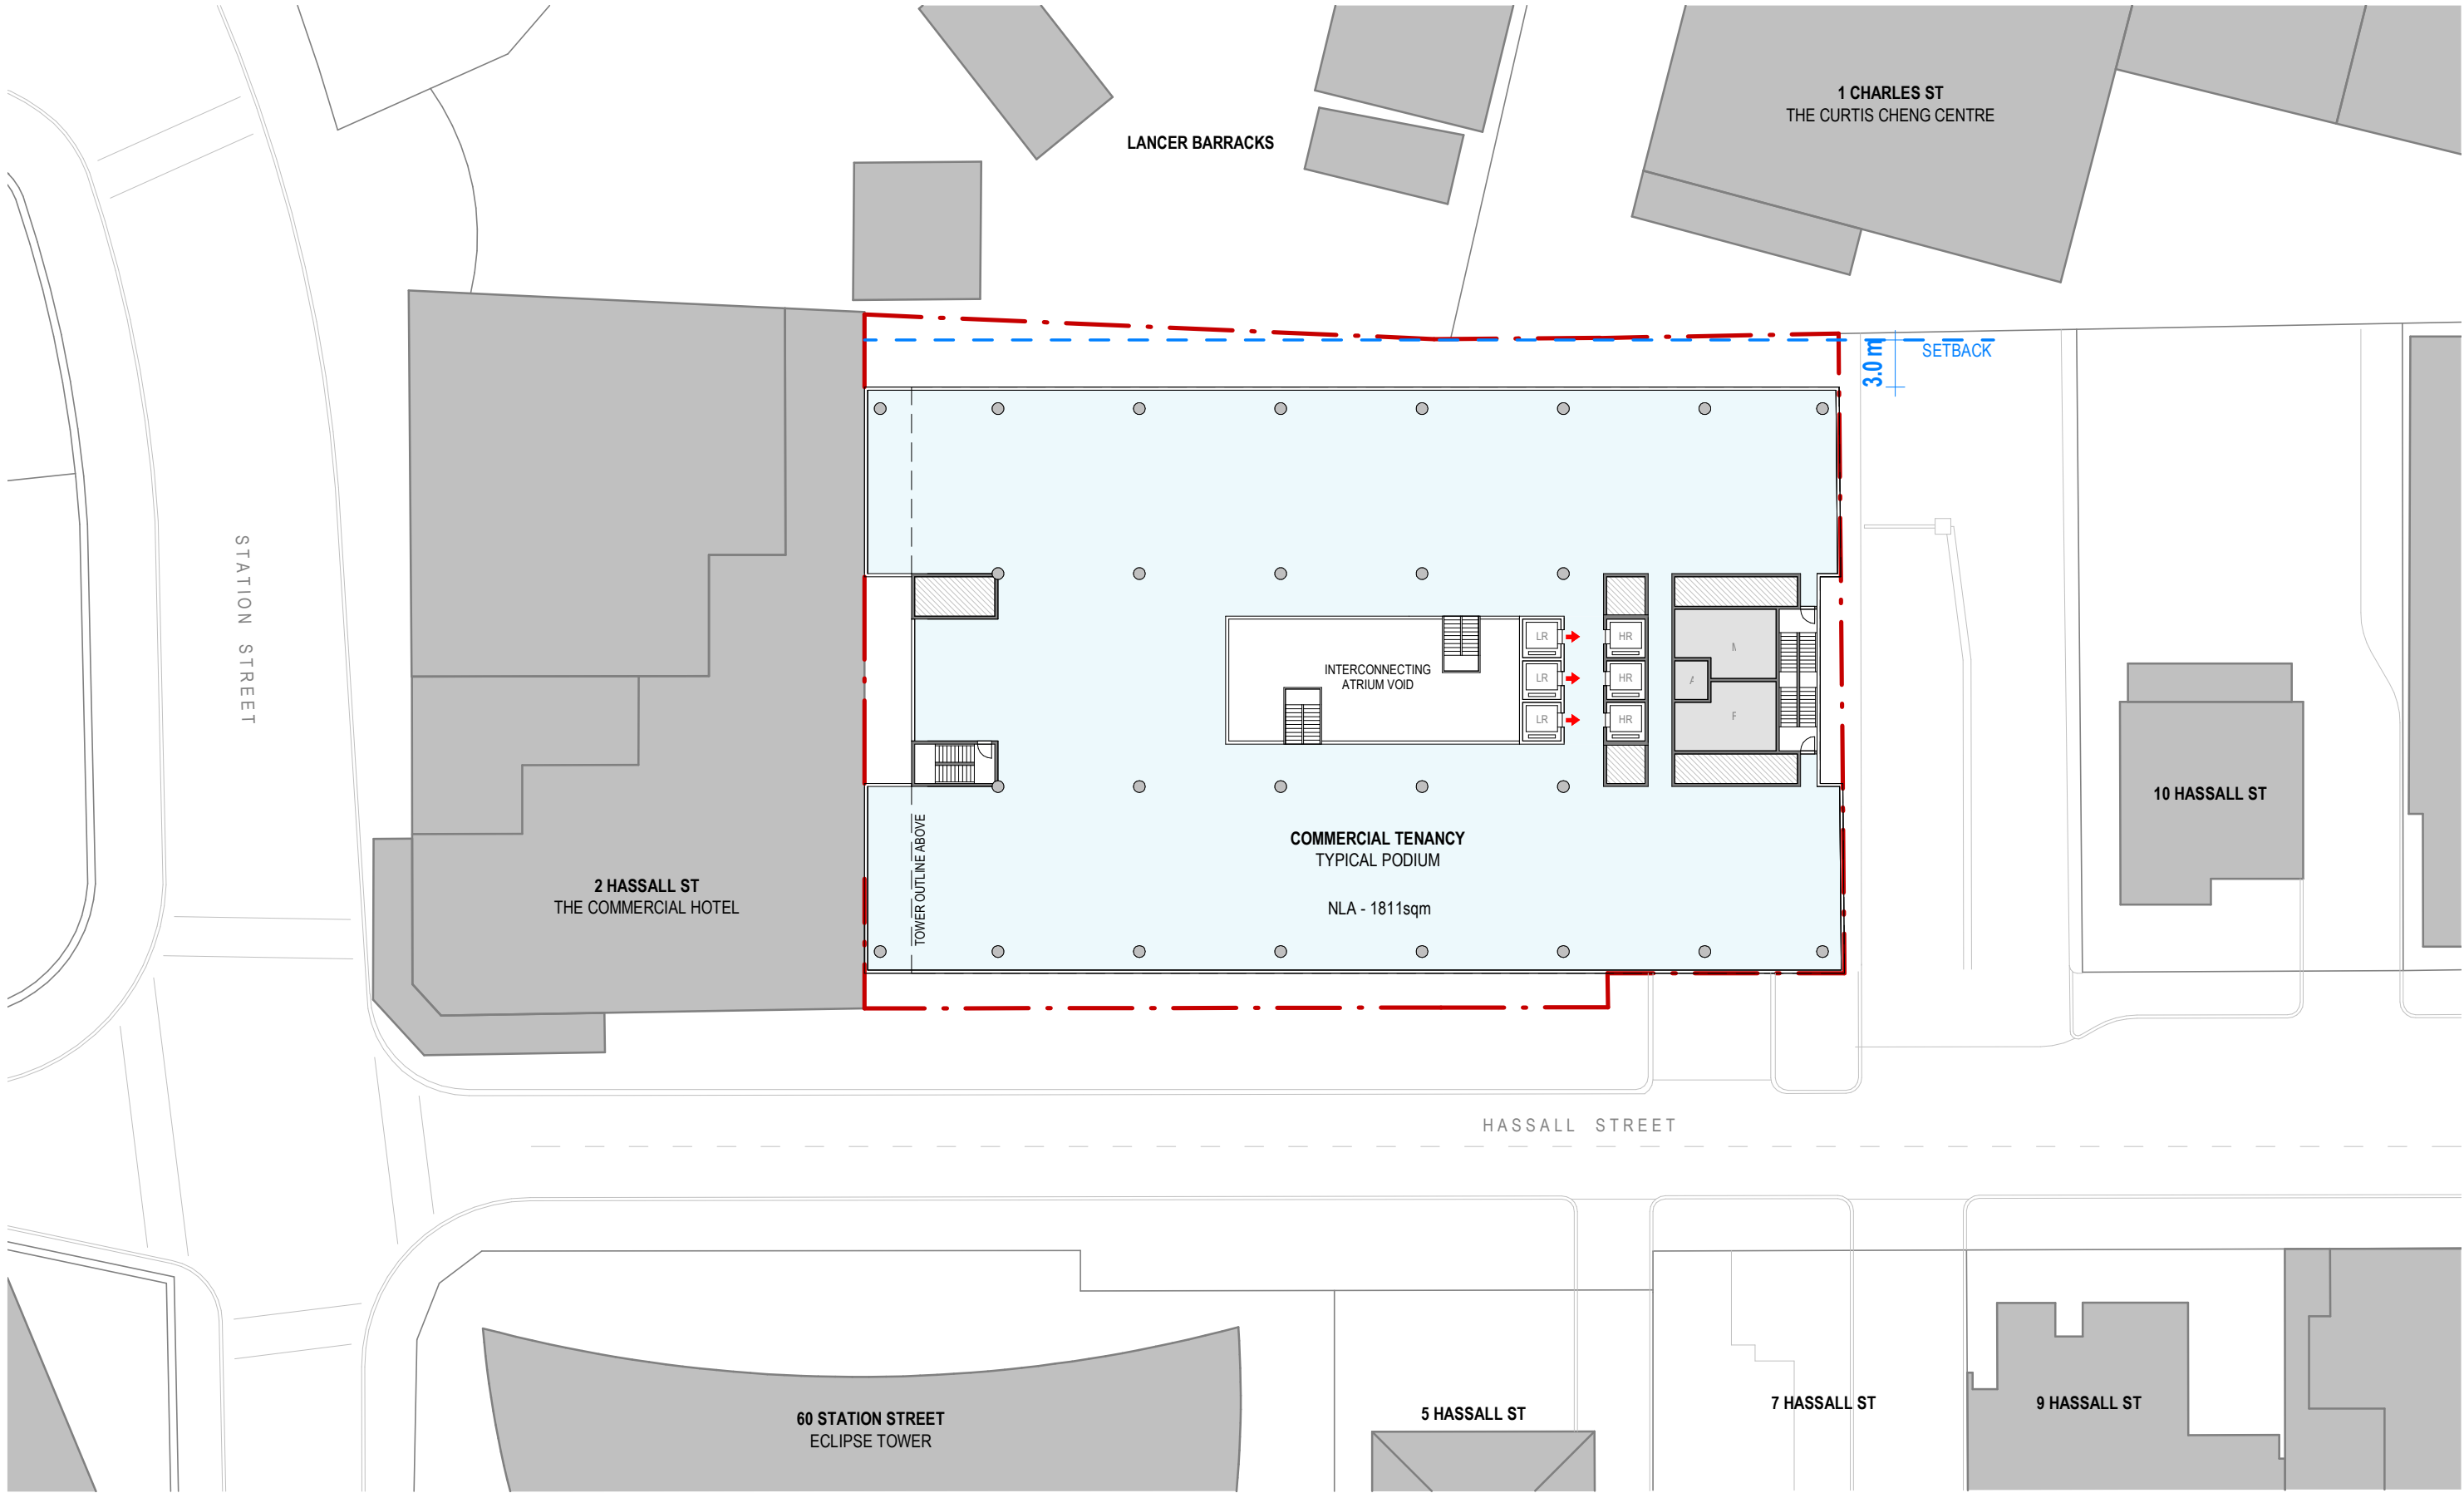 1 CHARLES ST
THE CURTIS CHENG CENTRE
LANCER BARRACKS
SETBACK
3.0 m
STATION STREET
LR
HR
INTERCONNECTING
ATRIUM VOID
LR
HR
LR
HR
10 HASSALL ST
TOWER OUTLINE ABOVE
COMMERCIAL TENANCY
TYPICAL PODIUM
NLA - 1811sqm
2 HASSALL ST
THE COMMERCIAL HOTEL
HASSALL STREET
60 STATION STREET
ECLIPSE TOWER
5 HASSALL ST
7 HASSALL ST
9 HASSALL ST